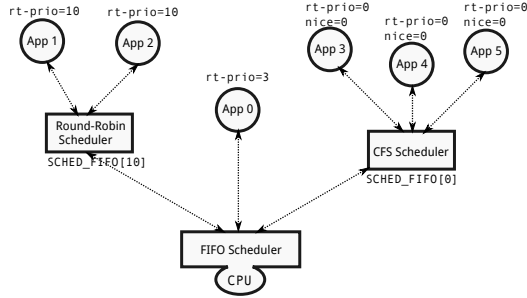 rt-prio=10
App 1
rt-prio=10
App 2
rt-prio=0
nice=0
App 3
rt-prio=0
nice=0
App 4
rt-prio=0
nice=0
App 5
rt-prio=3
App 0
Round-Robin
Scheduler
SCHED_FIFO[10]
CFS Scheduler
SCHED_FIFO[0]
FIFO Scheduler
CPU